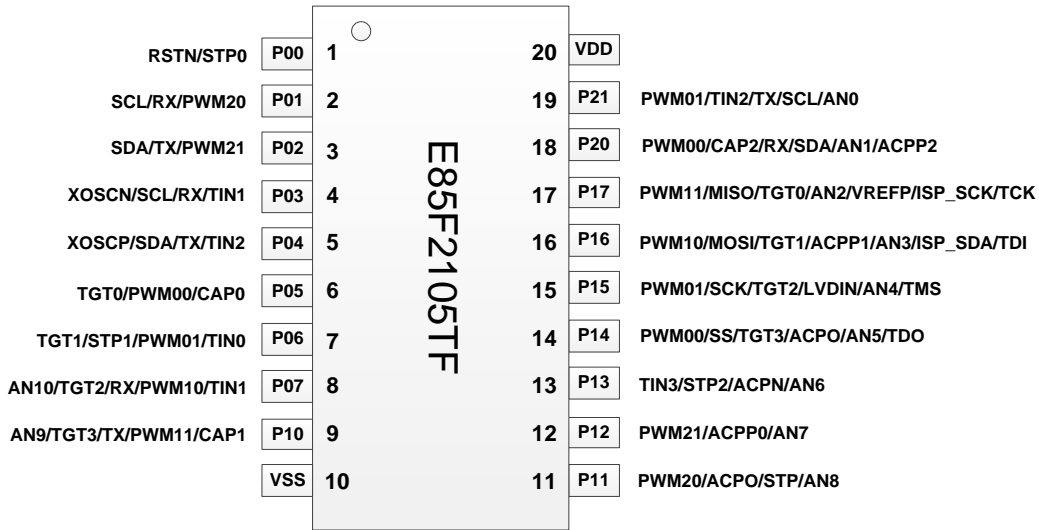 RSTN/STP0 P00 1 20 VDD
SCL/RX/PWM20 P01 2 19 P21 PWM01/TIN2/TX/SCL/AN0
SDA/TX/PWM21 P02 3 18 P20 PWM00/CAP2/RX/SDA/AN1/ACPP2
XOSCN/SCL/RX/TIN1 P03 4 17 P17 PWM11/MISO/TGT0/AN2/VREFP/ISP_SCK/TCK
XOSCP/SDA/TX/TIN2 P04 5 16 P16 PWM10/MOSI/TGT1/ACPP1/AN3/ISP_SDA/TDI
TGT0/PWM00/CAP0 P05 6 15 P15 PWM01/SCK/TGT2/LVDIN/AN4/TMS
TGT1/STP1/PWM01/TIN0 P06 7 14 P14 PWM00/SS/TGT3/ACPO/AN5/TDO
AN10/TGT2/RX/PWM10/TIN1 P07 8 13 P13 TIN3/STP2/ACPN/AN6
AN9/TGT3/TX/PWM11/CAP1 P10 9 12 P12 PWM21/ACPP0/AN7
VSS 10 11 P11 PWM20/ACPO/STP/AN8
E85F2105TF